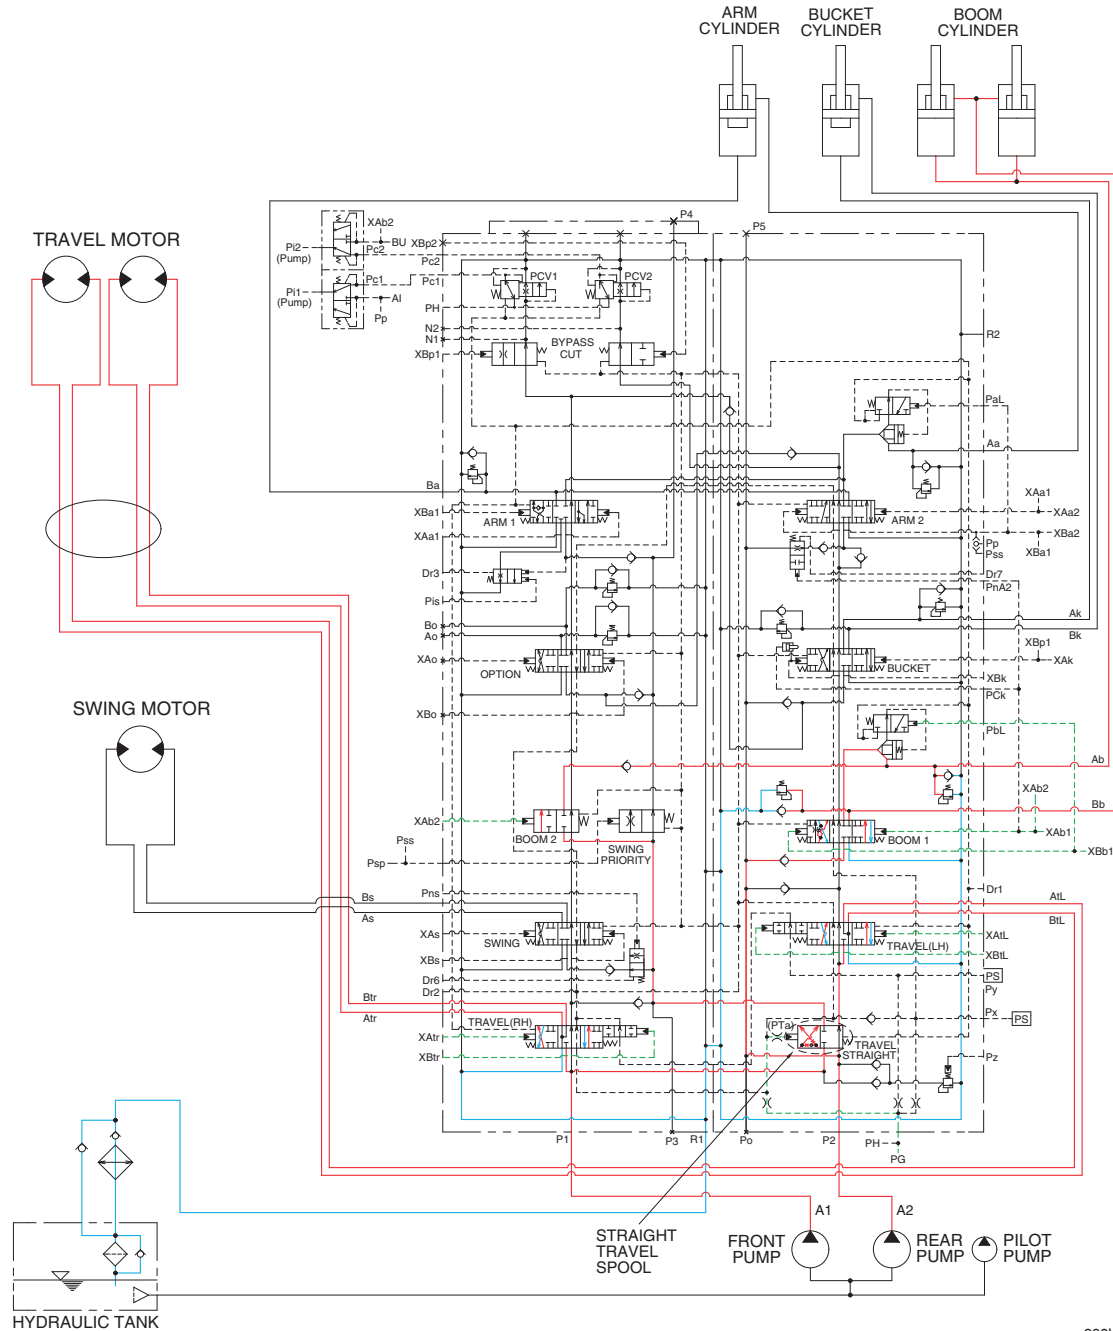 ARM
CYLINDER
BUCKET
CYLINDER
BOOM
CYLINDER
TRAVEL MOTOR
XAb2
Pi2
(Pump)
BU
Pc2
Pc1
Pi1
(Pump)
AI
Pp
XBp2
Pc2
Pc1
PH
N2
N1
XBp1
P4
P5
PCV1
PCV2
BYPASS
CUT
R2
PaL
Aa
Ba
XBa1
ARM 1
XAa1
ARM 2
XAa1
XAa2
XBa2
XBa1
Pp
Pss
Dr3
Pis
Dr7
PnA2
Bo
Ao
Ak
Bk
XAo
OPTION
XBp1
BUCKET
XAk
XBk
PCk
XBo
SWING MOTOR
PbL
Ab
XAb2
Bb
XAb2
BOOM 2
SWING
PRIORITY
BOOM 1
XAb1
XBb1
Pss
Psp
Pns
Dr1
Bs
As
AtL
BtL
XAs
SWING
XBs
TRAVEL(LH)
XAtL
XBtL
Dr6
Dr2
PS
Py
Btr
Atr
TRAVEL(RH)
XAtr
XBtr
(PTa)
TRAVEL
STRAIGHT
Px
PS
Pz
P1
P3
R1
Po
P2
PH
PG
STRAIGHT
TRAVEL
SPOOL
A1
A2
FRONT
PUMP
REAR
PUMP
PILOT
PUMP
HYDRAULIC TANK